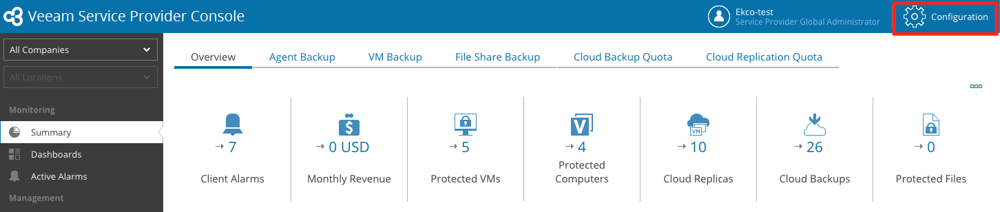 Veeam Service Provider Console
Ekco-test
Service Provider Global Administrator
Configuration
All Companies
All Locations
Monitoring
Summary
Dashboards
Active Alarms
Management
Overview
Agent Backup
VM Backup
File Share Backup
Cloud Backup Quota
Cloud Replication Quota
7
Client Alarms
$
0 USD
Monthly Revenue
5
Protected VMs
V
4
Protected
Computers
VM
10
Cloud Replicas
26
Cloud Backups
0
Protected Files